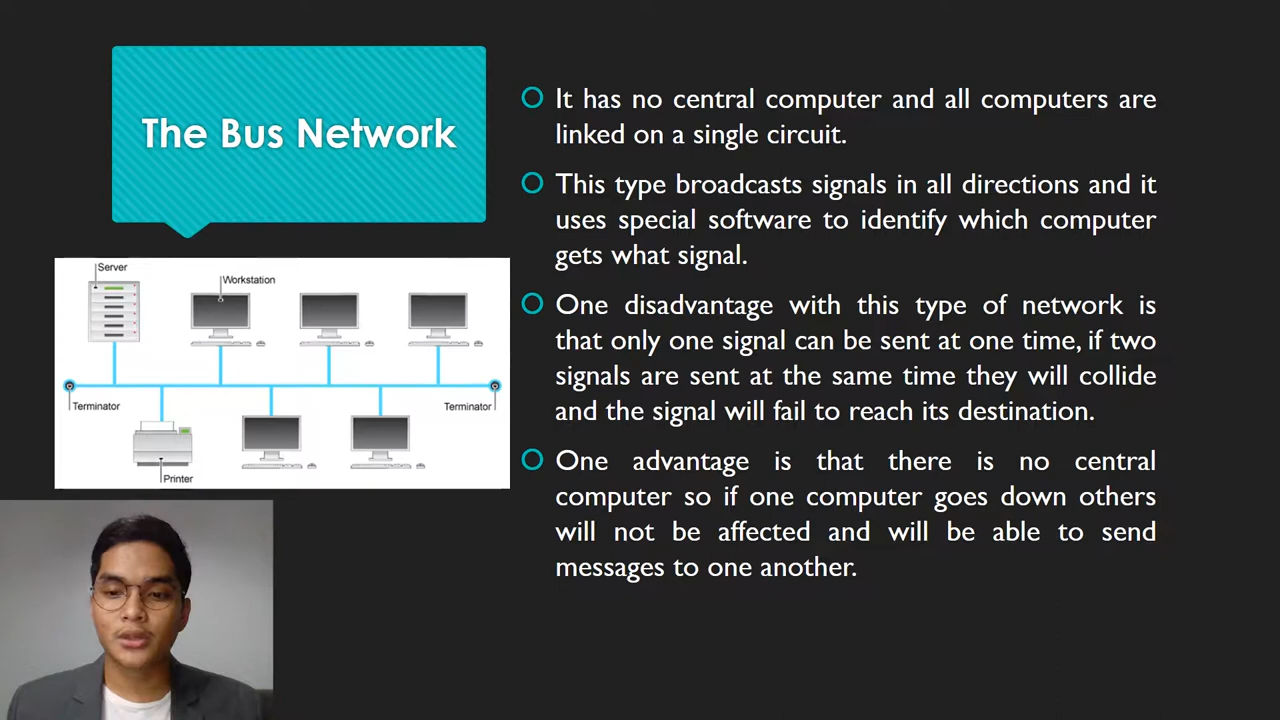 The Bus Network
It has no central computer and all computers are
linked on a single circuit.
This type broadcasts signals in all directions and it
uses special software to identify which computer
gets what signal.
One disadvantage with this type of network is
that only one signal can be sent at one time, if two
signals are sent at the same time they will collide
and the signal will fail to reach its destination.
One advantage is that there is no central
computer so if one computer goes down others
will not be affected and will be able to send
messages to one another.
Server
Workstation
Terminator
Terminator
Printer